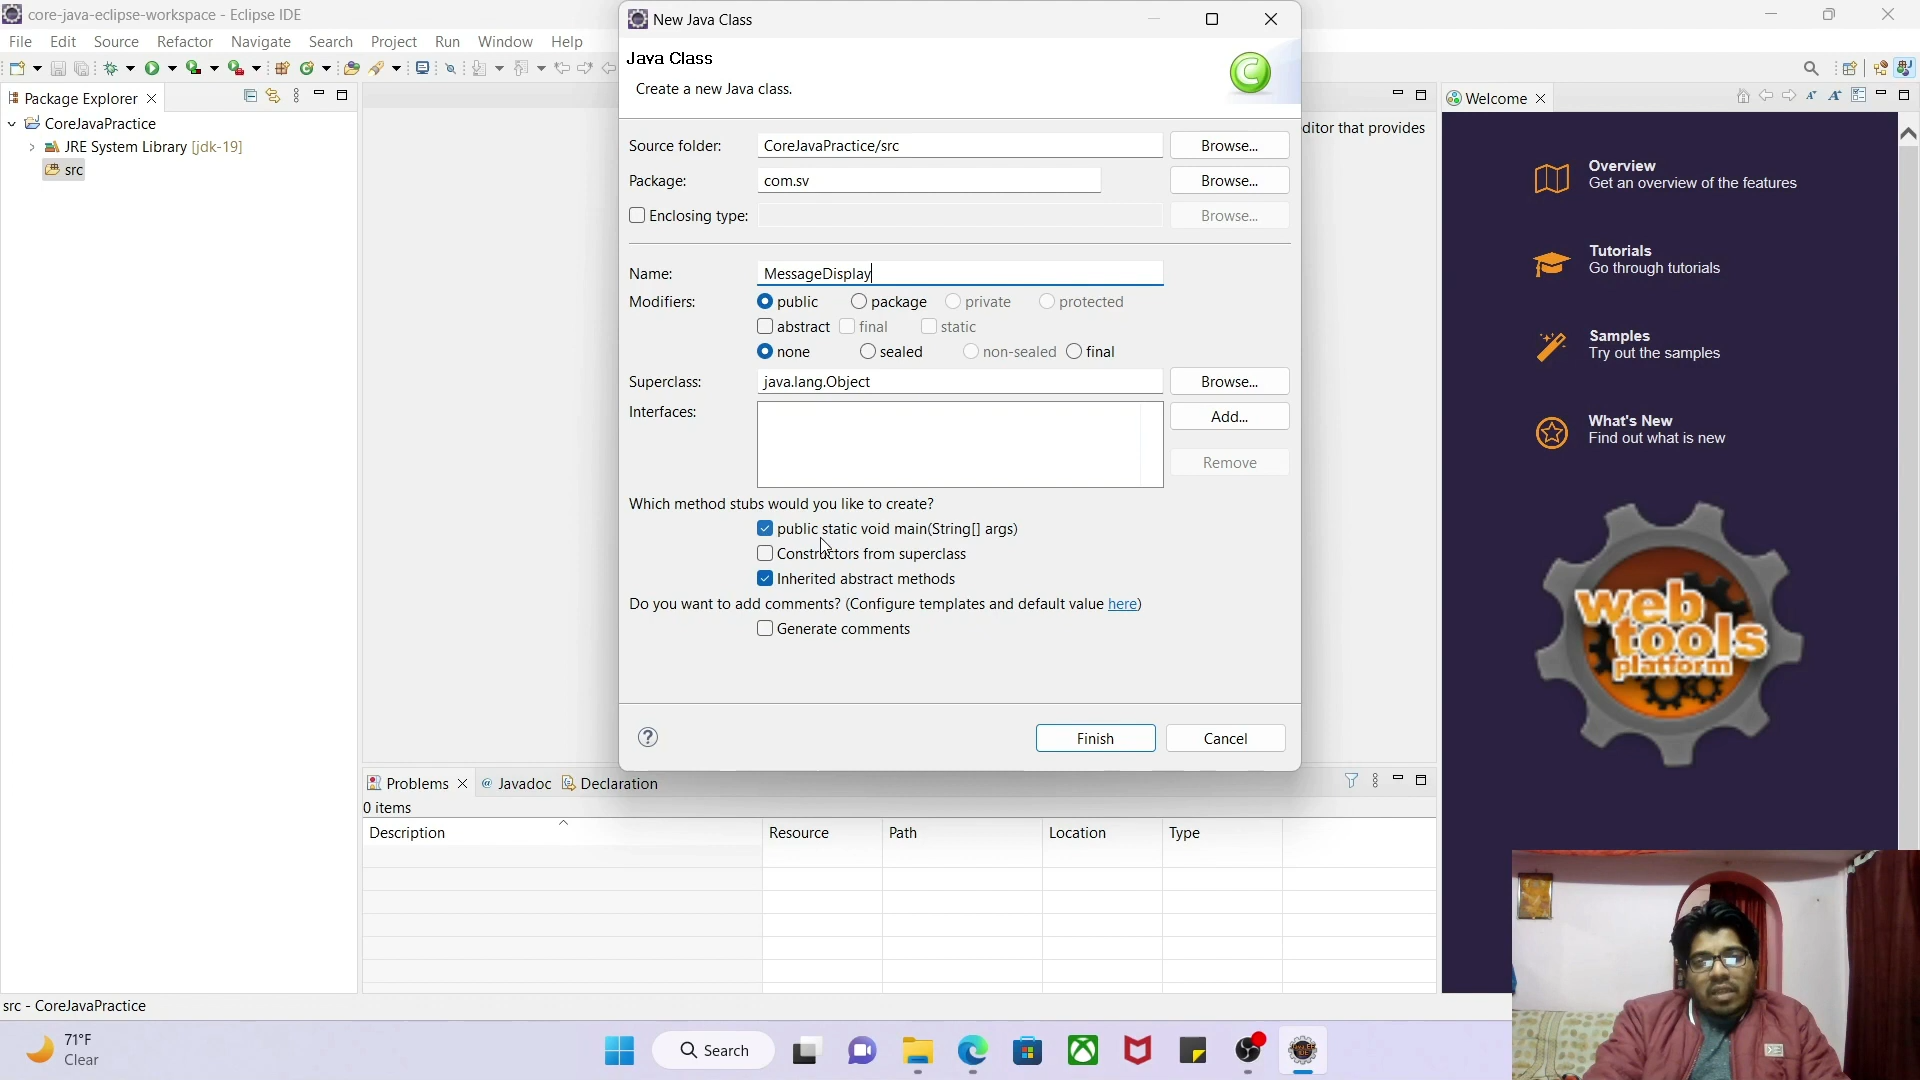 core-java-eclipse-workspace - Eclipse IDE
File Edit Source Refactor Navigate Search Project Run Window Help
Package Explorer
CoreJavaPractice
JRE System Library [jdk-19]
src
New Java Class
Java Class
Create a new Java class.
Source folder: CoreJavaPractice/src Browse...
Package: com.sv Browse...
Enclosing type: Browse...
Name: MessageDisplay
Modifiers: public package private protected
abstract final static
none sealed non-sealed final
Superclass: java.lang.Object Browse...
Interfaces: Add...
Remove
Which method stubs would you like to create?
public static void main(String[] args)
Constructors from superclass
Inherited abstract methods
Do you want to add comments? (Configure templates and default value here)
Generate comments
Finish Cancel
ditor that provides
Welcome
Overview
Get an overview of the features
Tutorials
Go through tutorials
Samples
Try out the samples
What's New
Find out what is new
web
tools
platform
Problems Javadoc Declaration
0 items
Description Resource Path Location Type
src - CoreJavaPractice
71°F
Clear
Search